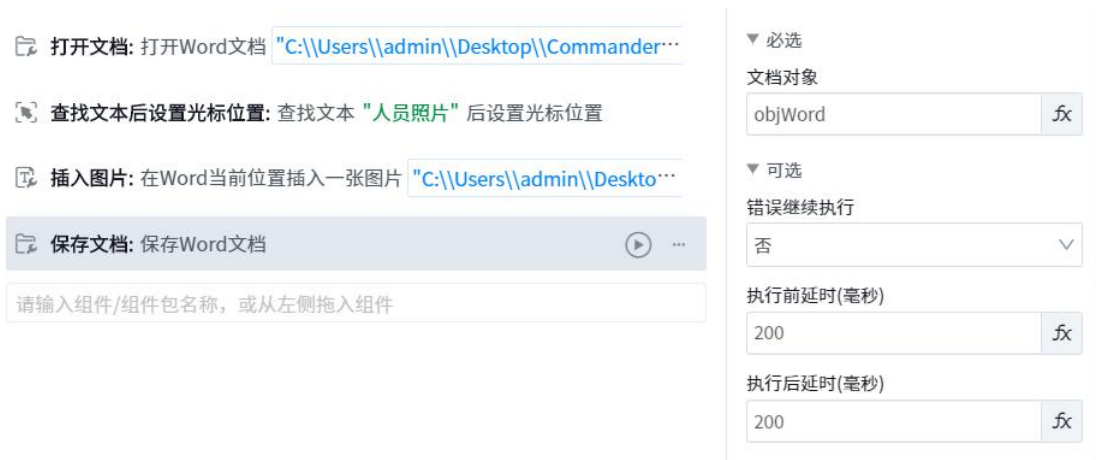 打开文档: 打开Word文档 "C:\\Users\\admin\\Desktop\\Commander···
查找文本后设置光标位置: 查找文本 "人员照片" 后设置光标位置
插入图片: 在Word当前位置插入一张图片 "C:\\Users\\admin\\Deskto···
保存文档: 保存Word文档 ···
请输入组件/组件包名称，或从左侧拖入组件
必选
文档对象
objWord fx
可选
错误继续执行
否
执行前延时(毫秒)
200 fx
执行后延时(毫秒)
200 fx